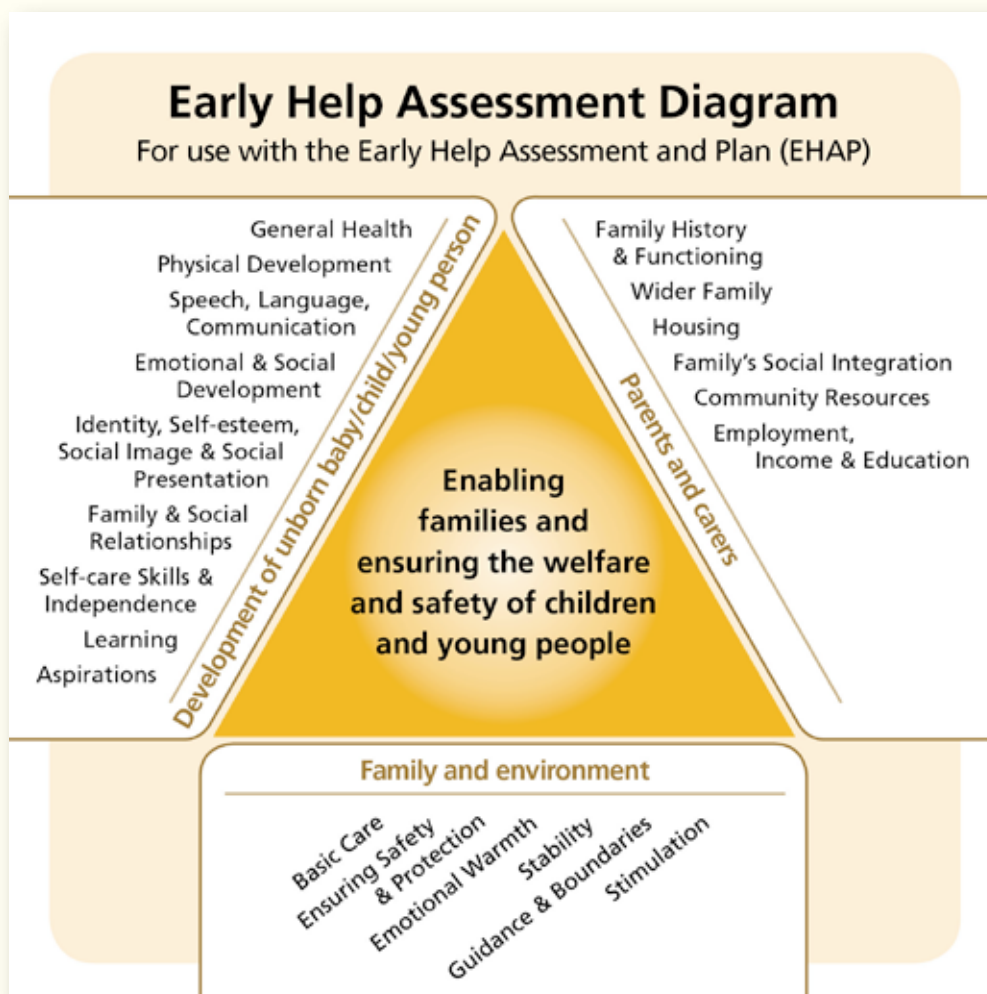 Early Help Assessment Diagram
For use with the Early Help Assessment and Plan (EHAP)
General Health
Physical Development
Speech, Language,
Communication
Emotional & Social
Development
Identity, Self-esteem,
Social Image & Social
Presentation
Family & Social
Relationships
Self-care Skills &
Independence
Learning
Aspirations
Development of unborn baby/child/young person
Enabling
families and
ensuring the welfare
and safety of children
and young people
Parents and carers
Family History
& Functioning
Wider Family
Housing
Family’s Social Integration
Community Resources
Employment,
Income & Education
Family and environment
Basic Care
Ensuring Safety
& Protection
Emotional Warmth
Stability
Guidance & Boundaries
Stimulation